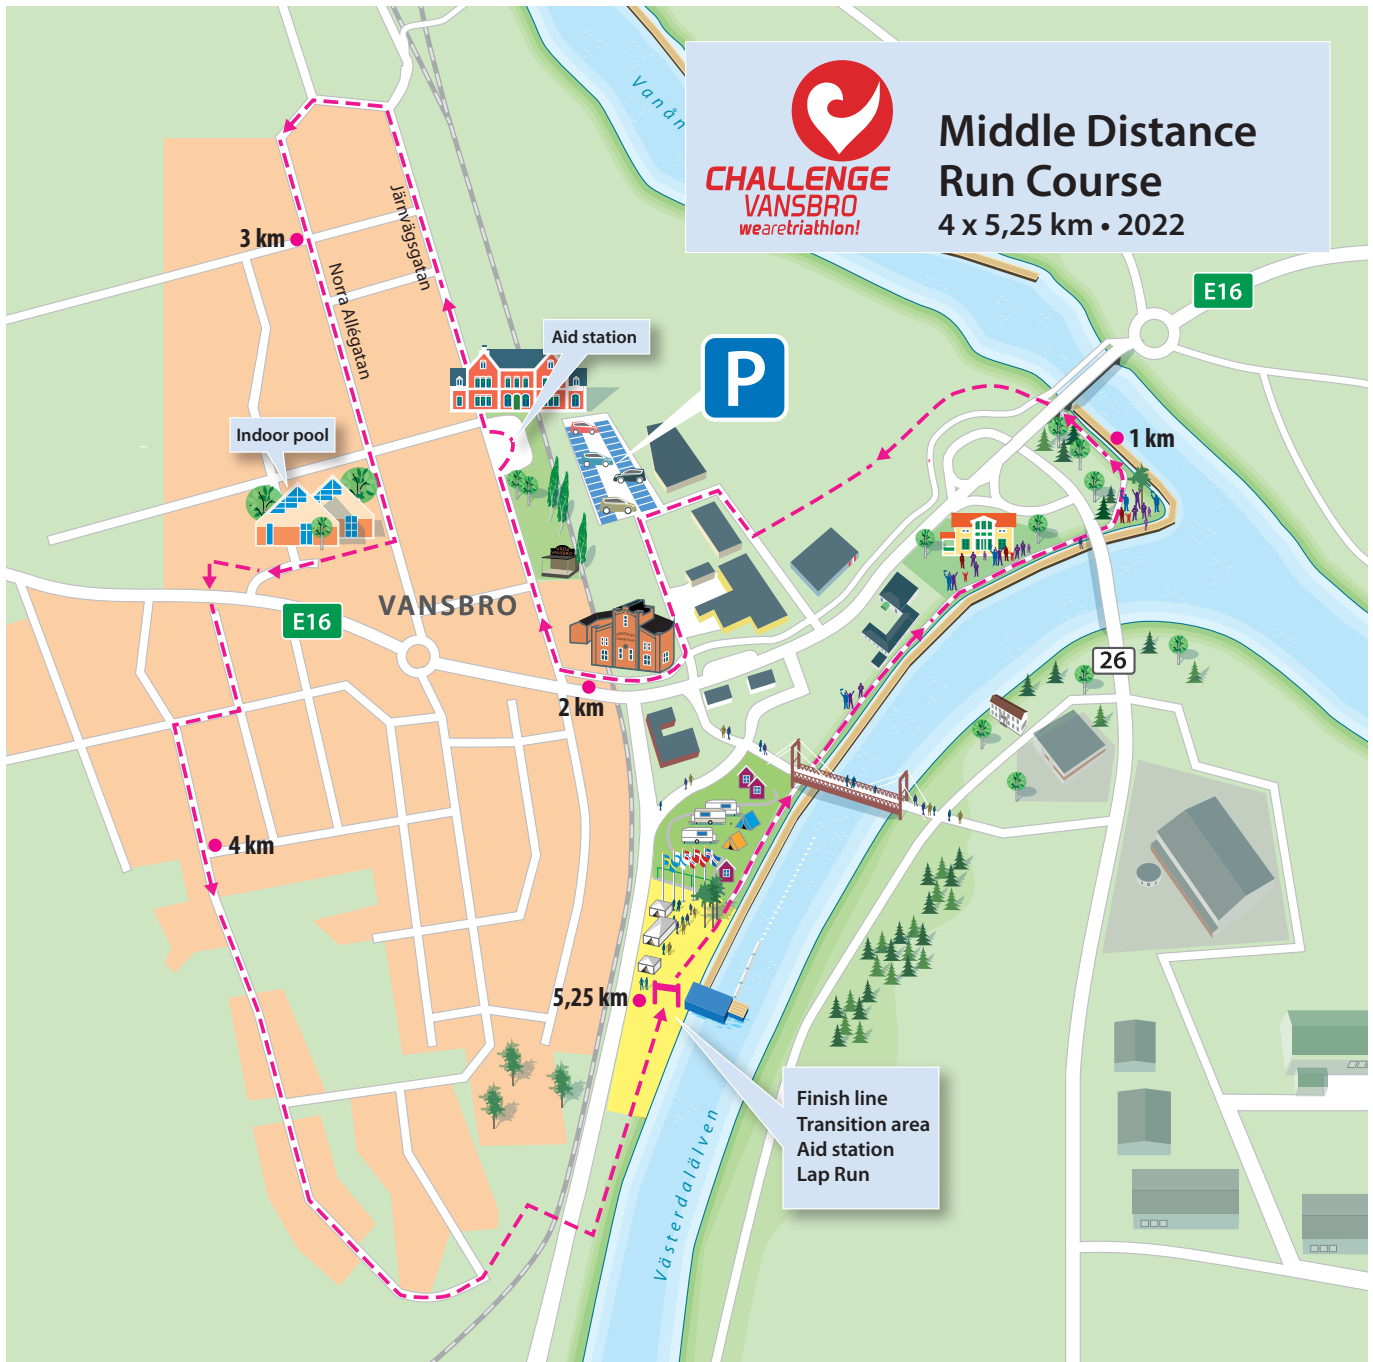 Vanån
CHALLENGE
VANSBRO
wearetriathlon!
Middle Distance
Run Course
4 x 5,25 km • 2022
Järnvägsgatan
3 km
Norra Allégatan
E16
Aid station
P
Indoor pool
1 km
VANSBRO
E16
26
2 km
4 km
5,25 km
Finish line
Transition area
Aid station
Lap Run
Västerdalälven